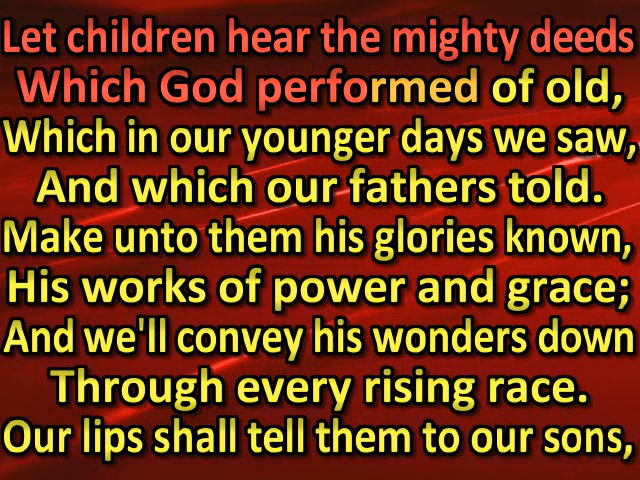 Let children hear the mighty deeds
Which God performed of old,
Which in our younger days we saw,
And which our fathers told.
Make unto them his glories known,
His works of power and grace;
And we'll convey his wonders down
Through every rising race.
Our lips shall tell them to our sons,